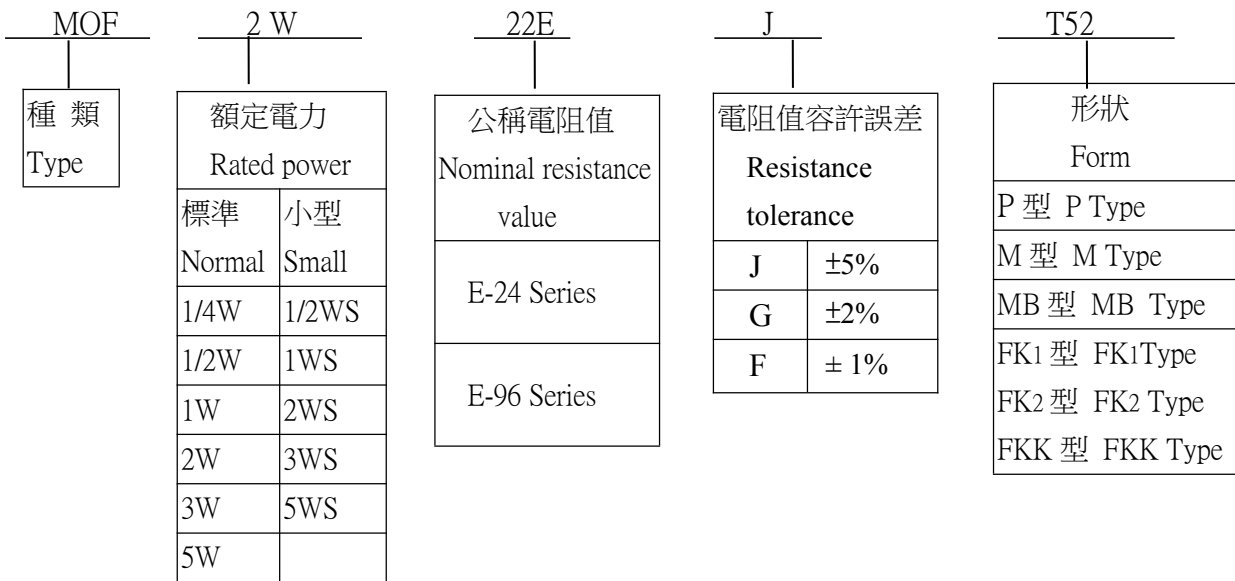 MOF 2 W 22E J T52
種 類
Type
額定電力
Rated power
標準 小型
Normal Small
1/4W 1/2WS
1/2W 1WS
1W 2WS
2W 3WS
3W 5WS
5W
公稱電阻值
Nominal resistance
value
E-24 Series
E-96 Series
電阻值容許誤差
Resistance
tolerance
J ±5%
G ±2%
F ± 1%
形狀
Form
P 型 P Type
M 型 M Type
MB 型 MB Type
FK1 型 FK1Type
FK2 型 FK2 Type
FKK 型 FKK Type